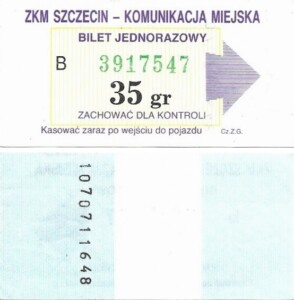 ZKM SZCZECIN – KOMUNIKACJA MIEJSKA
BILET JEDNORAZOWY
B 3917547
35 gr
ZACHOWAĆ DLA KONTROLI
Kasować zaraz po wejściu do pojazdu
Cz.Z.G.
1070711648